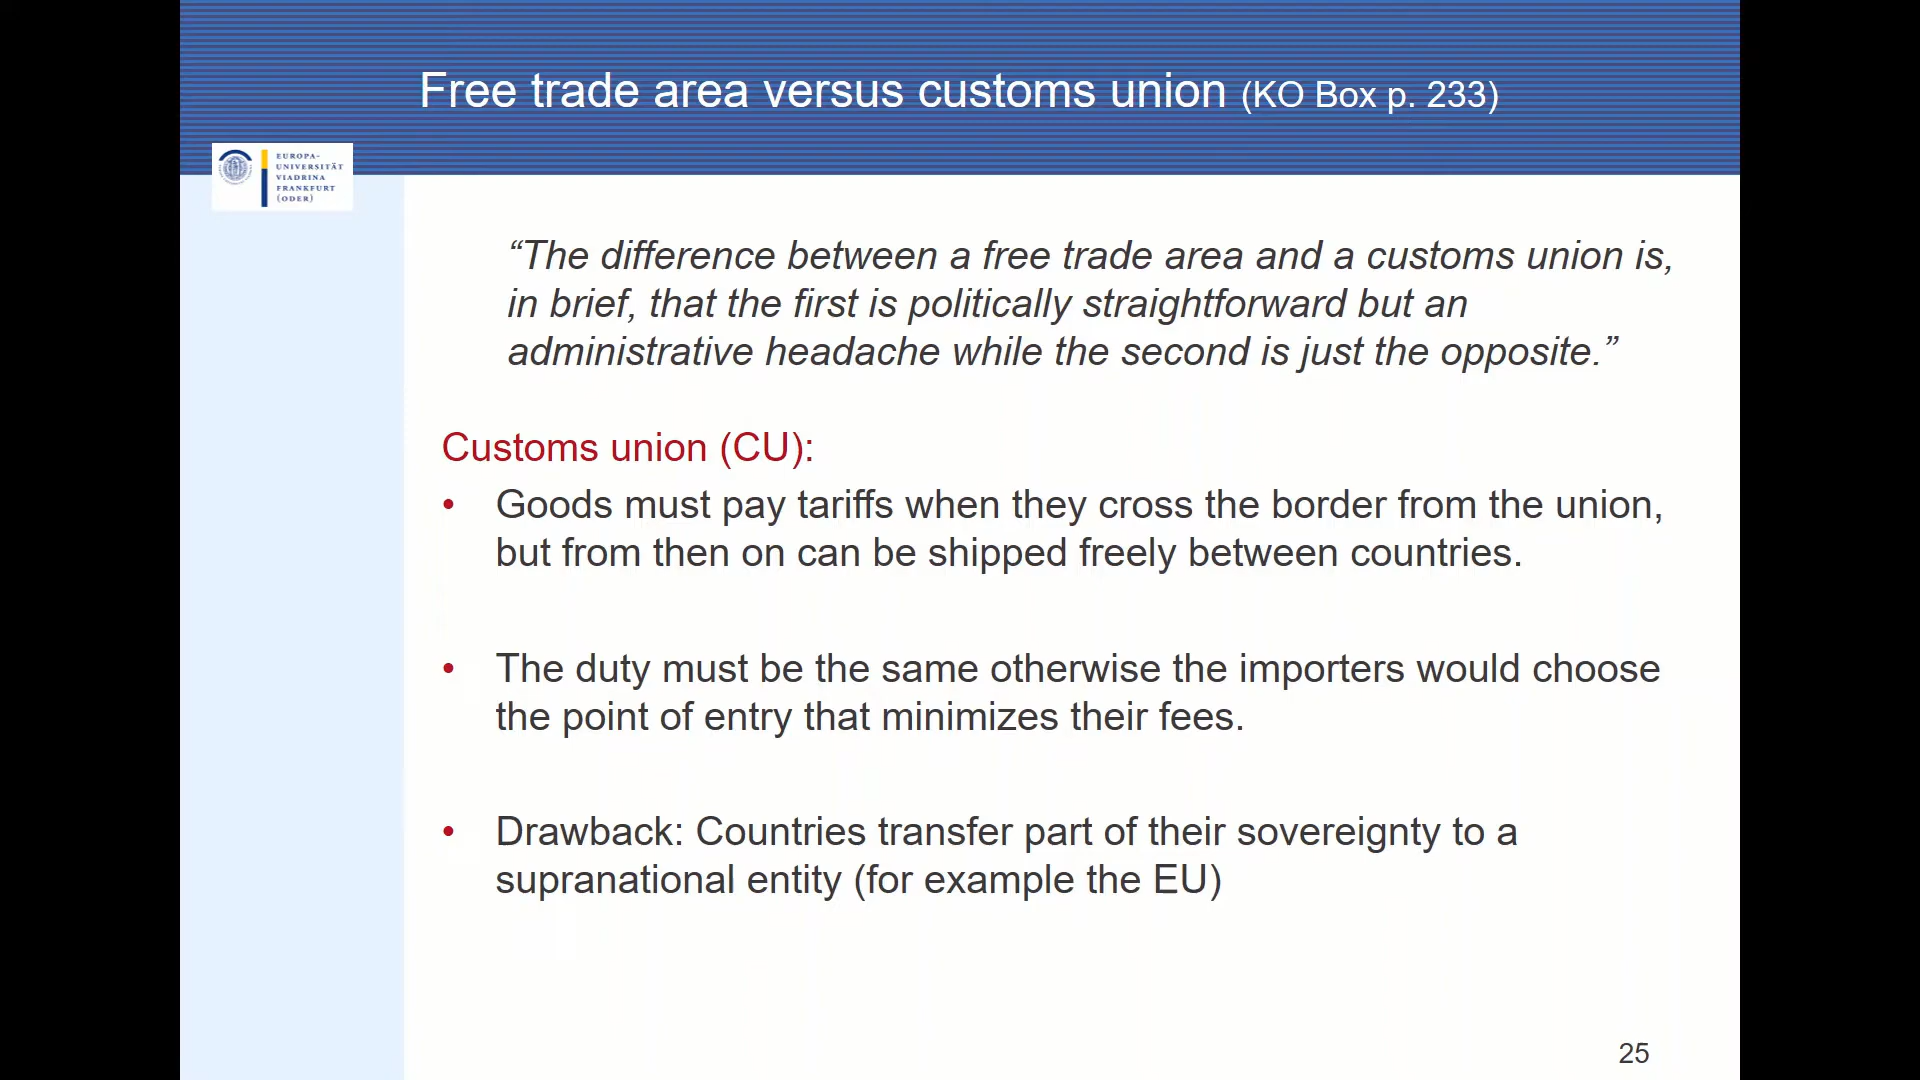 Free trade area versus customs union (KO Box p. 233)
EUROPA-
UNIVERSITÄT
VIADRINA
FRANKFURT
(ODER)
“The difference between a free trade area and a customs union is,
in brief, that the first is politically straightforward but an
administrative headache while the second is just the opposite.”
Customs union (CU):
• Goods must pay tariffs when they cross the border from the union,
but from then on can be shipped freely between countries.
• The duty must be the same otherwise the importers would choose
the point of entry that minimizes their fees.
• Drawback: Countries transfer part of their sovereignty to a
supranational entity (for example the EU)
25